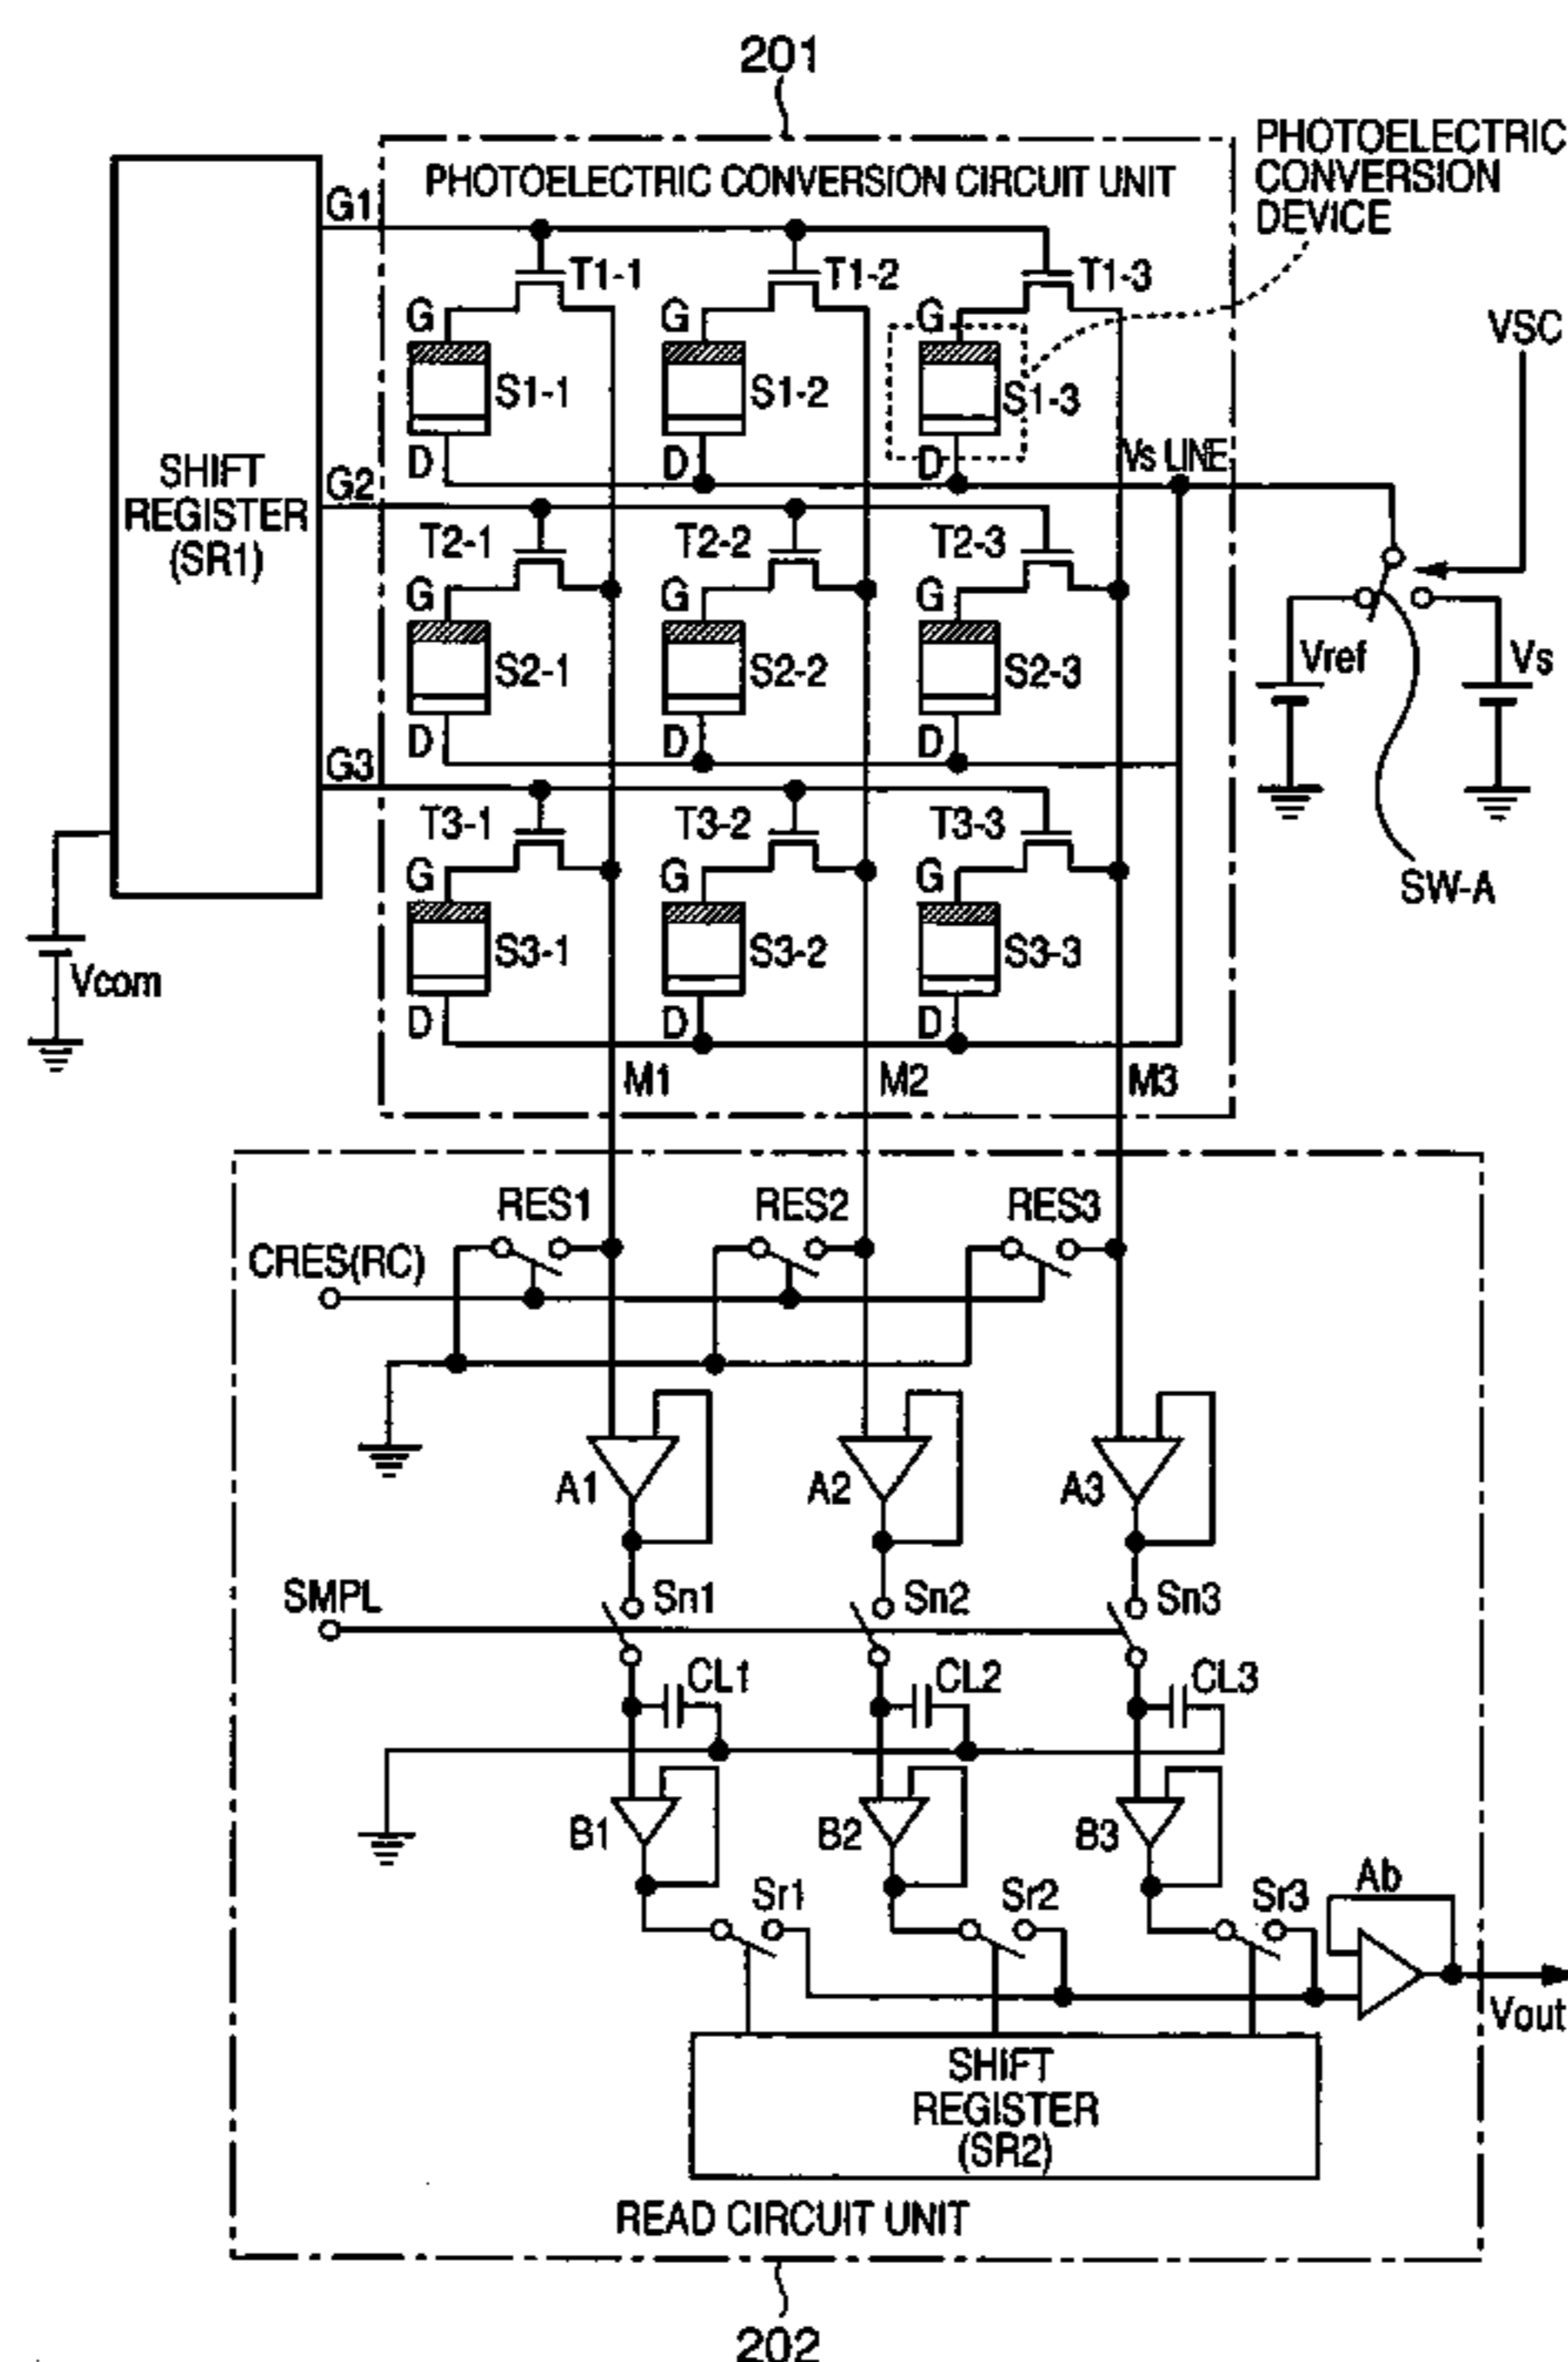 201
PHOTOELECTRIC
CONVERSION
DEVICE
PHOTOELECTRIC CONVERSION CIRCUIT UNIT
G1
T1-1
T1-2
T1-3
G
G
G
VSC
S1-1
S1-2
S1-3
D
D
D
Vs LINE
SHIFT
REGISTER
(SR1)
G2
T2-1
T2-2
T2-3
G
G
G
S2-1
S2-2
S2-3
Vref
Vs
D
D
D
G3
T3-1
T3-2
T3-3
G
G
G
SW-A
S3-1
S3-2
S3-3
Vcom
D
D
D
M1
M2
M3
RES1
RES2
RES3
CRES(RC)
A1
A2
A3
SMPL
Sn1
Sn2
Sn3
CL1
CL2
CL3
B1
B2
B3
Sr1
Sr2
Sr3
Ab
Vout
SHIFT
REGISTER
(SR2)
READ CIRCUIT UNIT
202